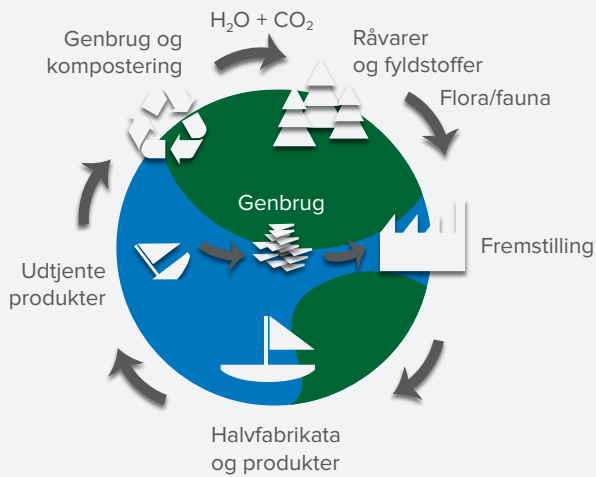 H₂O + CO₂
Genbrug og
kompostering
Råvarer
og fyldstoffer
Flora/fauna
Genbrug
Fremstilling
Udtjente
produkter
Halvfabrikata
og produkter